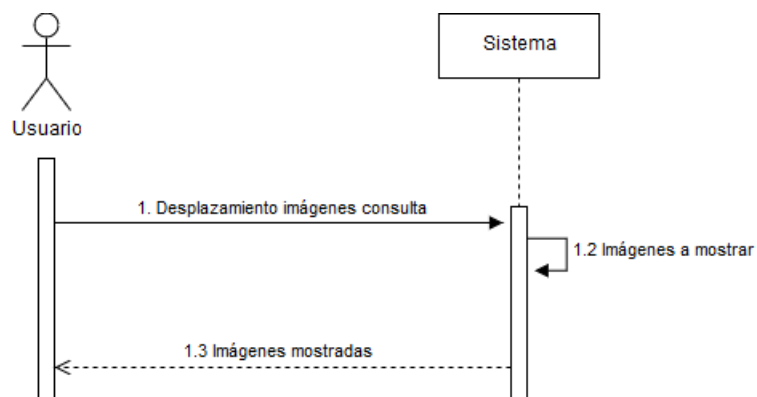 Sistema
Usuario
1. Desplazamiento imágenes consulta
1.2 Imágenes a mostrar
1.3 Imágenes mostradas